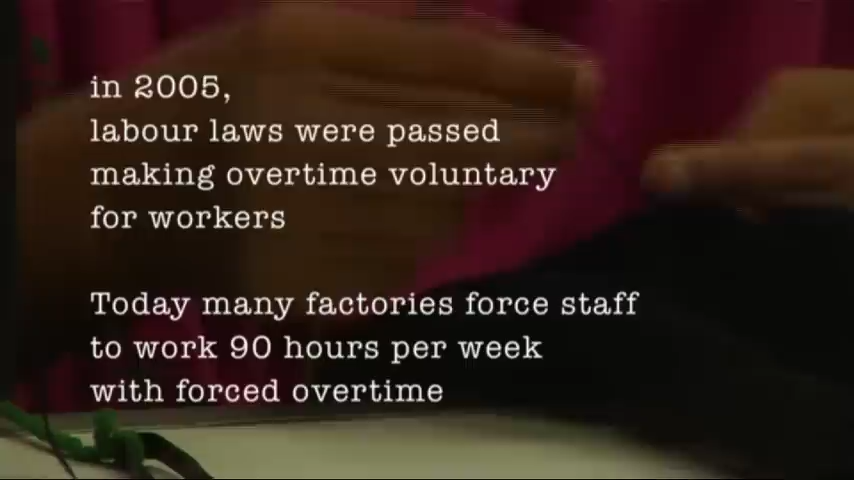 in 2005,
labour laws were passed
making overtime voluntary
for workers
Today many factories force staff
to work 90 hours per week
with forced overtime